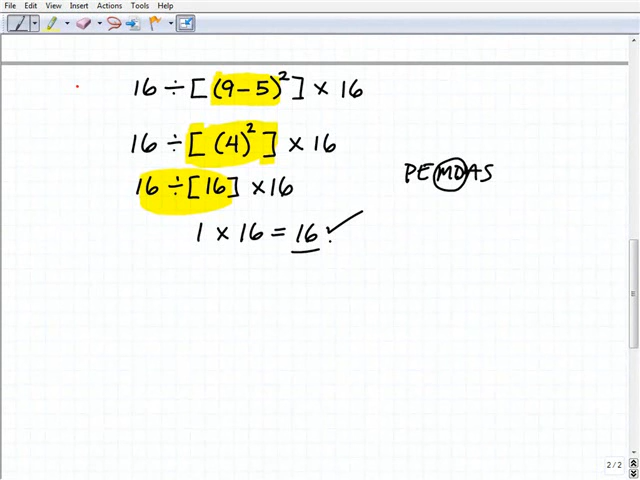 File Edit View Insert Actions Tools Help
16 ÷ [(9 − 5)²] × 16
16 ÷ [(4)²] × 16
16 ÷ [16] × 16
PEMDAS
1 × 16 = 16 ✓
2 / 2